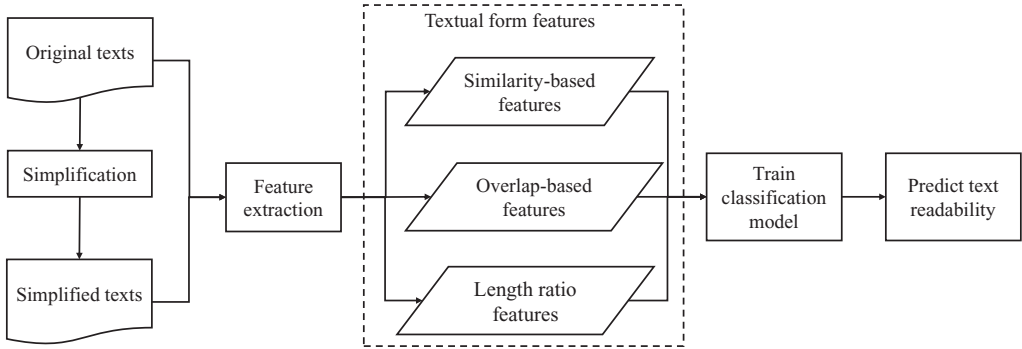 Original texts
Simplification
Simplified texts
Feature
extraction
Textual form features
Similarity-based
features
Overlap-based
features
Length ratio
features
Train
classification
model
Predict text
readability